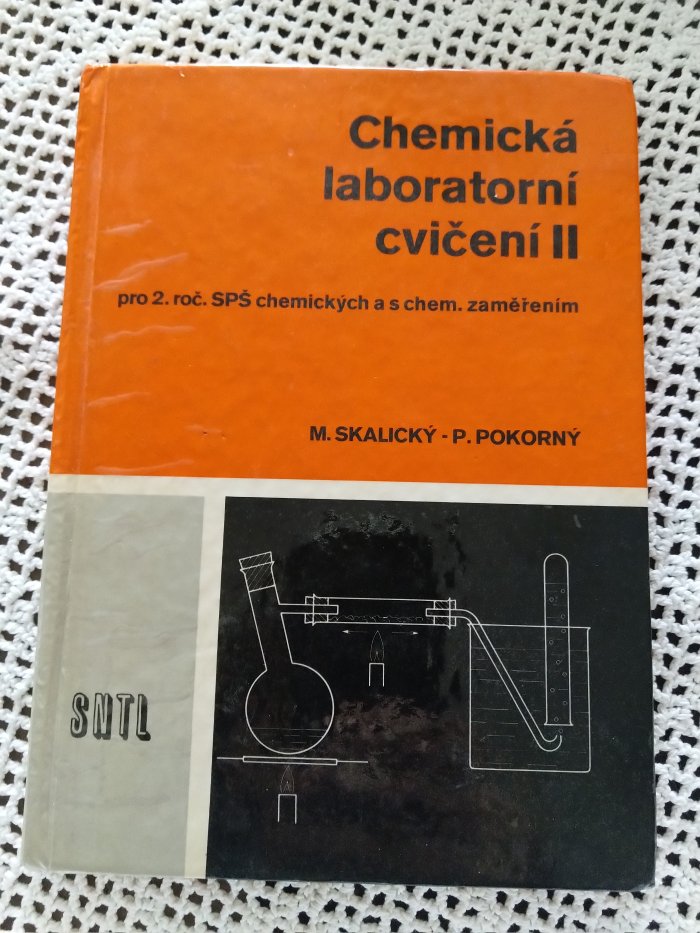 Chemická
laboratorní
cvičení II
pro 2. roč. SPŠ chemických a s chem. zaměřením
M. SKALICKÝ - P. POKORNÝ
SNTL